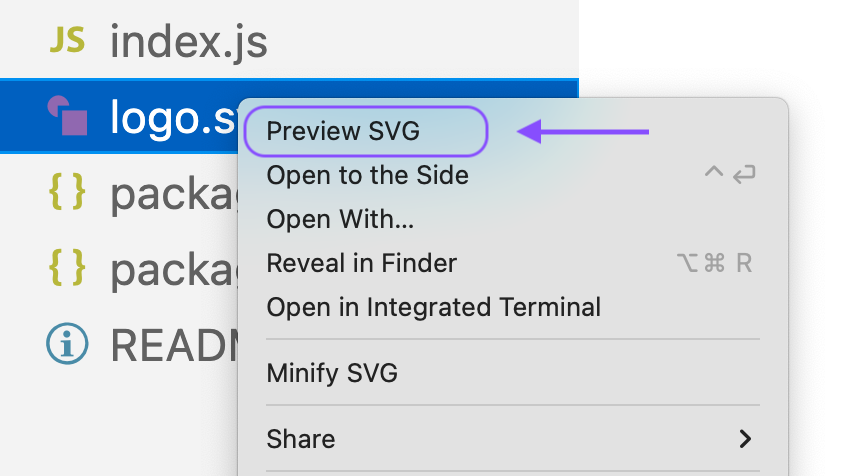 JS index.js
logo.s
Preview SVG
Open to the Side ^ ⏎
Open With...
Reveal in Finder ⌥⌘ R
Open in Integrated Terminal
Minify SVG
Share
{} packag
{} packag
READM